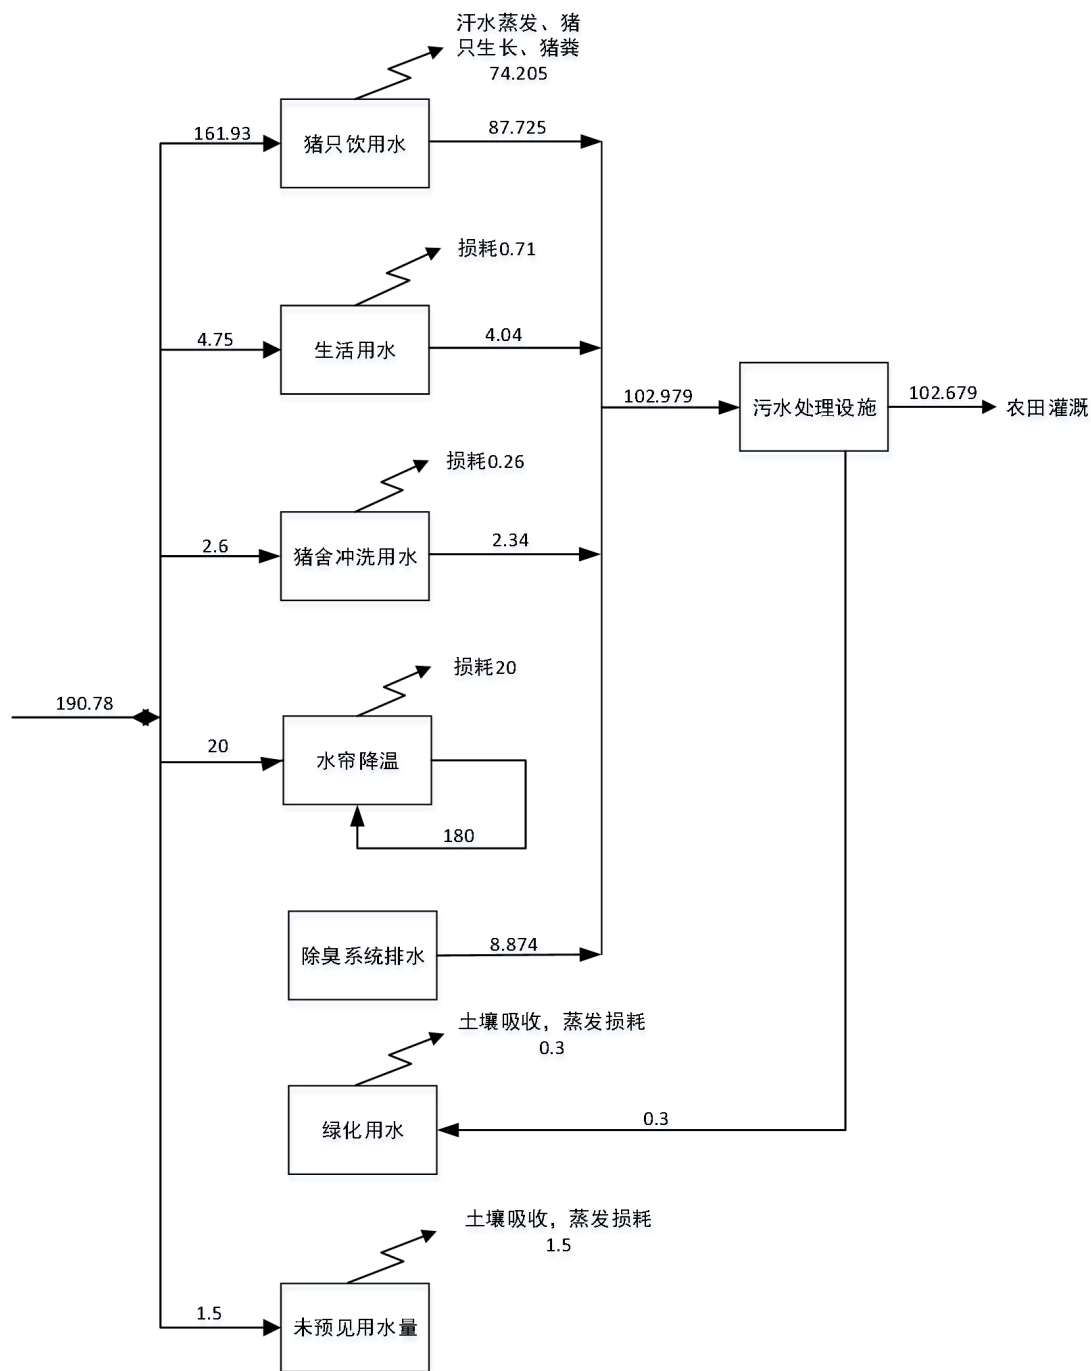 汗水蒸发、猪
只生长、猪粪
74.205
161.93
猪只饮用水
87.725
损耗0.71
4.75
生活用水
4.04
102.979
污水处理设施
102.679
农田灌溉
损耗0.26
2.6
猪舍冲洗用水
2.34
损耗20
190.78
20
水帘降温
180
除臭系统排水
8.874
土壤吸收，蒸发损耗
0.3
绿化用水
0.3
土壤吸收，蒸发损耗
1.5
1.5
未预见用水量